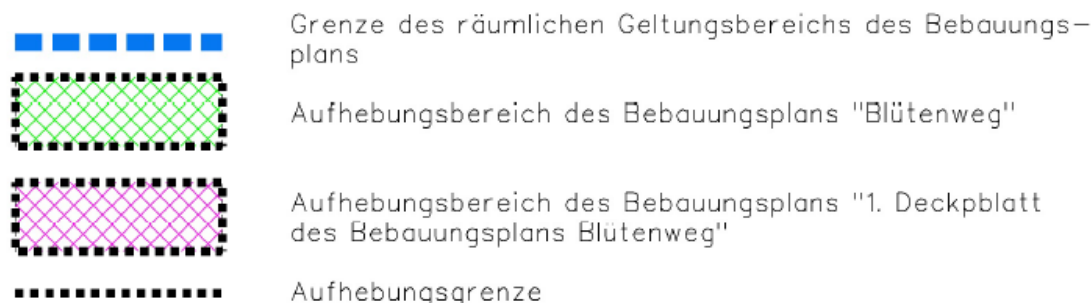 Grenze des räumlichen Geltungsbereichs des Bebauungs-
plans
Aufhebungsbereich des Bebauungsplans "Blütenweg"
Aufhebungsbereich des Bebauungsplans "1. Deckpblatt
des Bebauungsplans Blütenweg"
Aufhebungsgrenze